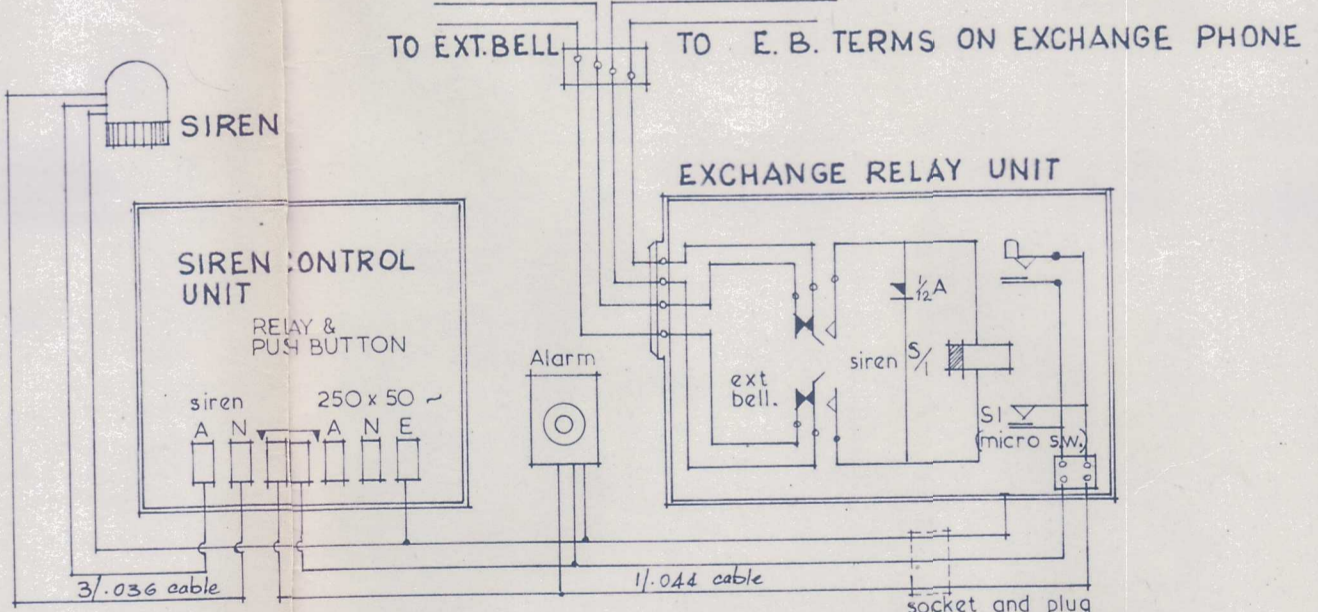 TO EXT. BELL
TO E. B. TERMS ON EXCHANGE PHONE
SIREN
EXCHANGE RELAY UNIT
SIREN CONTROL
UNIT
RELAY &
PUSH BUTTON
siren
250 x 50 ~
A N A N E
Alarm
ext
bell.
1/12 A
siren S/1
S1
(micro s.w.)
3/.036 cable
1/.044 cable
socket and plug